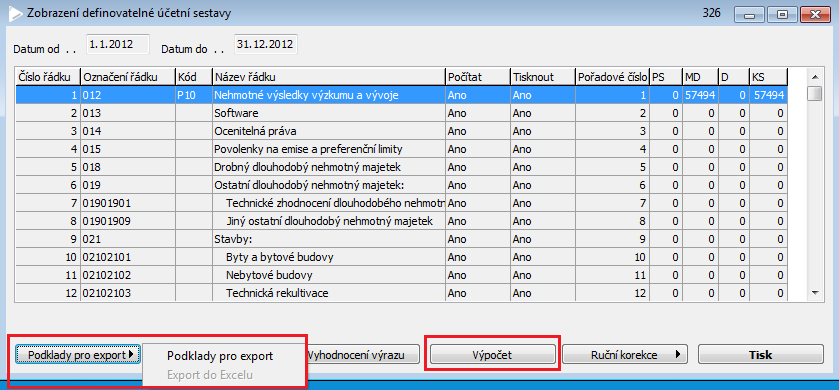 Zobrazení definovatelné účetní sestavy 326
Datum od . . 1.1.2012 Datum do . . 31.12.2012
Číslo řádku Označení řádku Kód Název řádku Počítat Tisknout Pořadové číslo PS MD D KS
1 012 P10 Nehmotné výsledky výzkumu a vývoje Ano Ano 1 0 57494 0 57494
2 013 Software Ano Ano 2 0 0 0 0
3 014 Ocenitelná práva Ano Ano 3 0 0 0 0
4 015 Povolenky na emise a preferenční limity Ano Ano 4 0 0 0 0
5 018 Drobný dlouhodobý nehmotný majetek Ano Ano 5 0 0 0 0
6 019 Ostatní dlouhodobý nehmotný majetek: Ano Ano 6 0 0 0 0
7 01901901 Technické zhodnocení dlouhodobého nehmotn Ano Ano 7 0 0 0 0
8 01901909 Jiný ostatní dlouhodobý nehmotný majetek Ano Ano 8 0 0 0 0
9 021 Stavby: Ano Ano 9 0 0 0 0
10 02102101 Byty a bytové budovy Ano Ano 10 0 0 0 0
11 02102102 Nebytové budovy Ano Ano 11 0 0 0 0
12 02102103 Technická rekultivace Ano Ano 12 0 0 0 0
Podklady pro export Podklady pro export Vyhodnocení výrazu Výpočet Ruční korekce Tisk
Export do Excelu